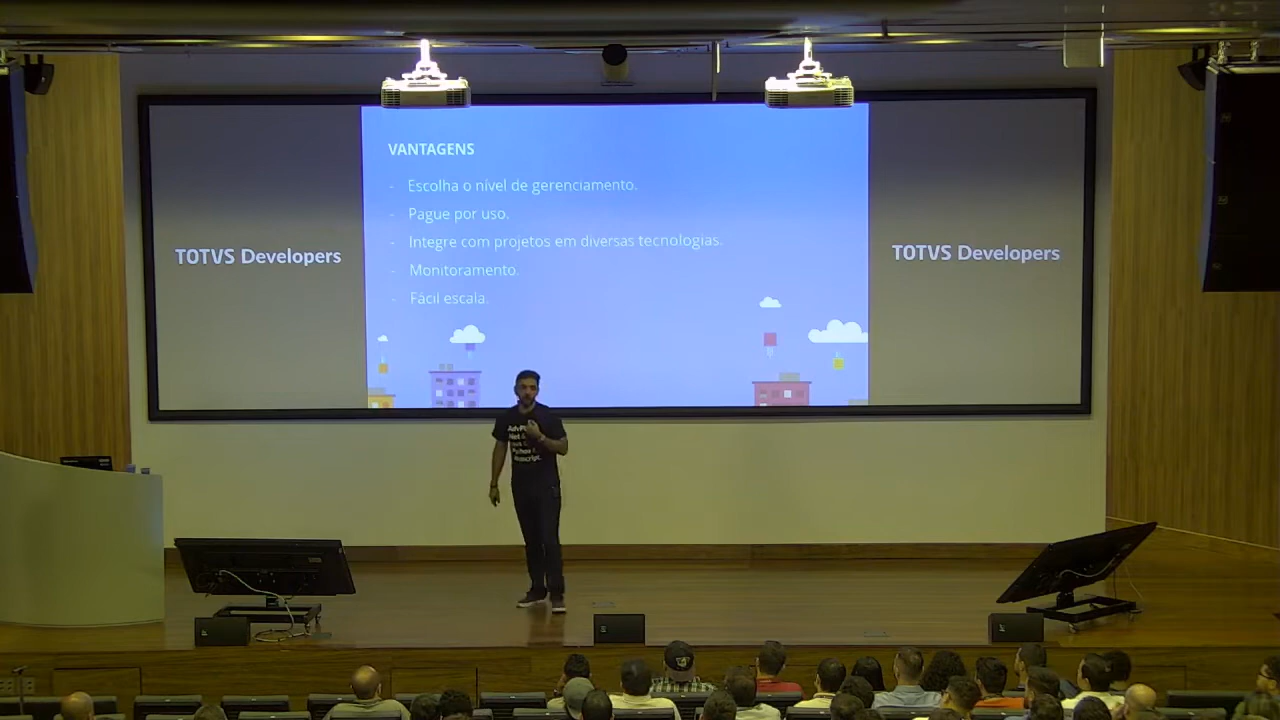 VANTAGENS
- Escolha o nível de gerenciamento.
- Pague por uso.
- Integre com projetos em diversas tecnologias.
- Monitoramento.
- Fácil escala.
TOTVS Developers
TOTVS Developers